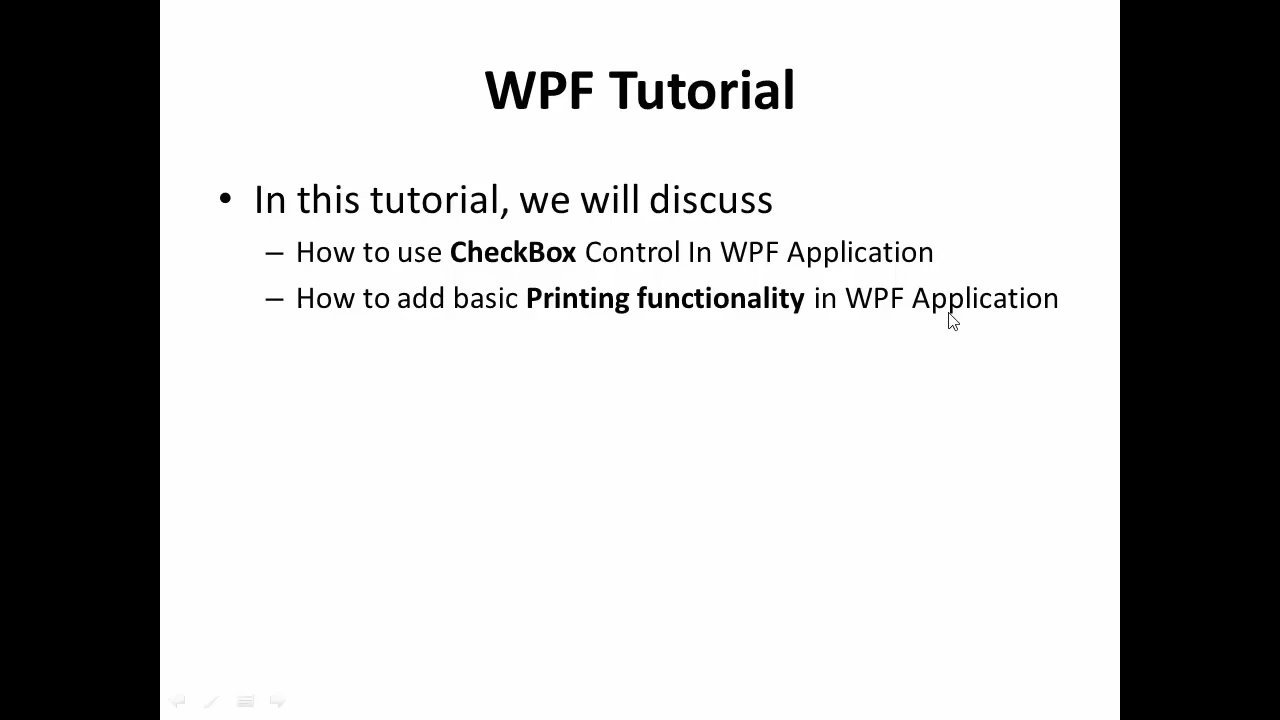 WPF Tutorial
• In this tutorial, we will discuss
– How to use CheckBox Control In WPF Application
– How to add basic Printing functionality in WPF Application